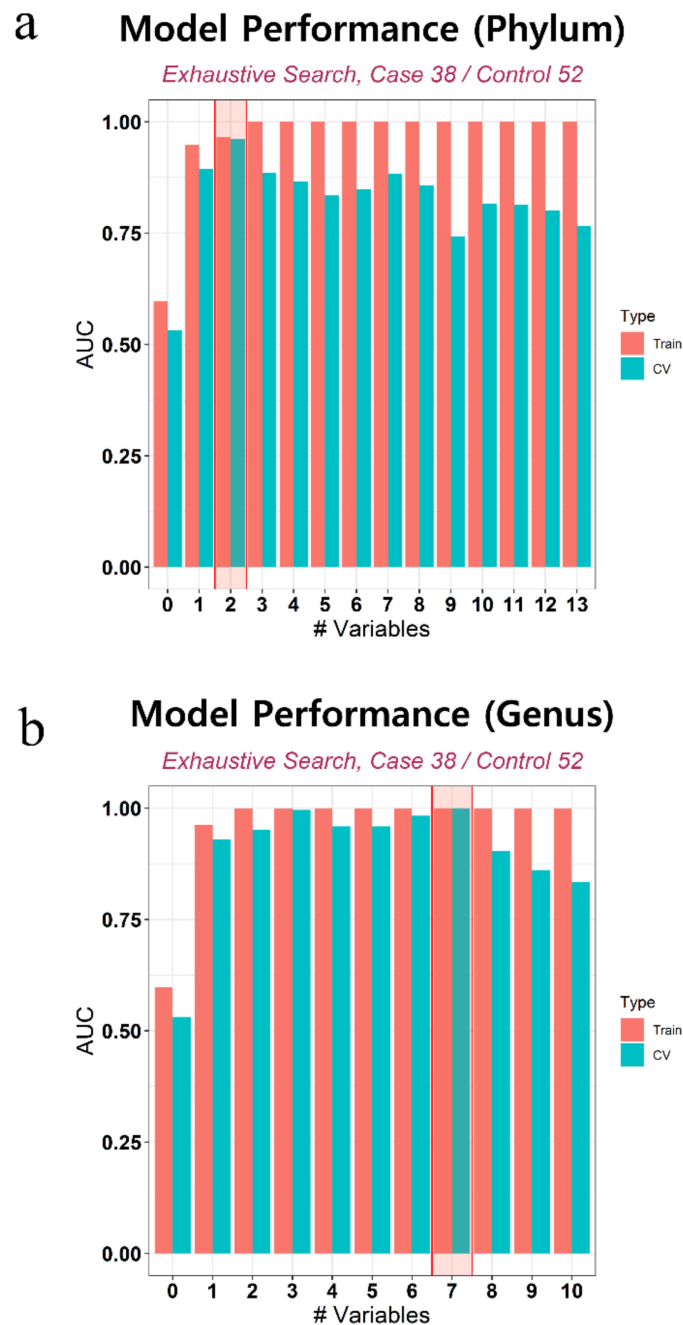 a
Model Performance (Phylum)
Exhaustive Search, Case 38 / Control 52
1.00
0.75
0.50
0.25
0.00
AUC
0 1 2 3 4 5 6 7 8 9 10 11 12 13
# Variables
Type
Train
CV
b
Model Performance (Genus)
Exhaustive Search, Case 38 / Control 52
1.00
0.75
0.50
0.25
0.00
AUC
0 1 2 3 4 5 6 7 8 9 10
# Variables
Type
Train
CV